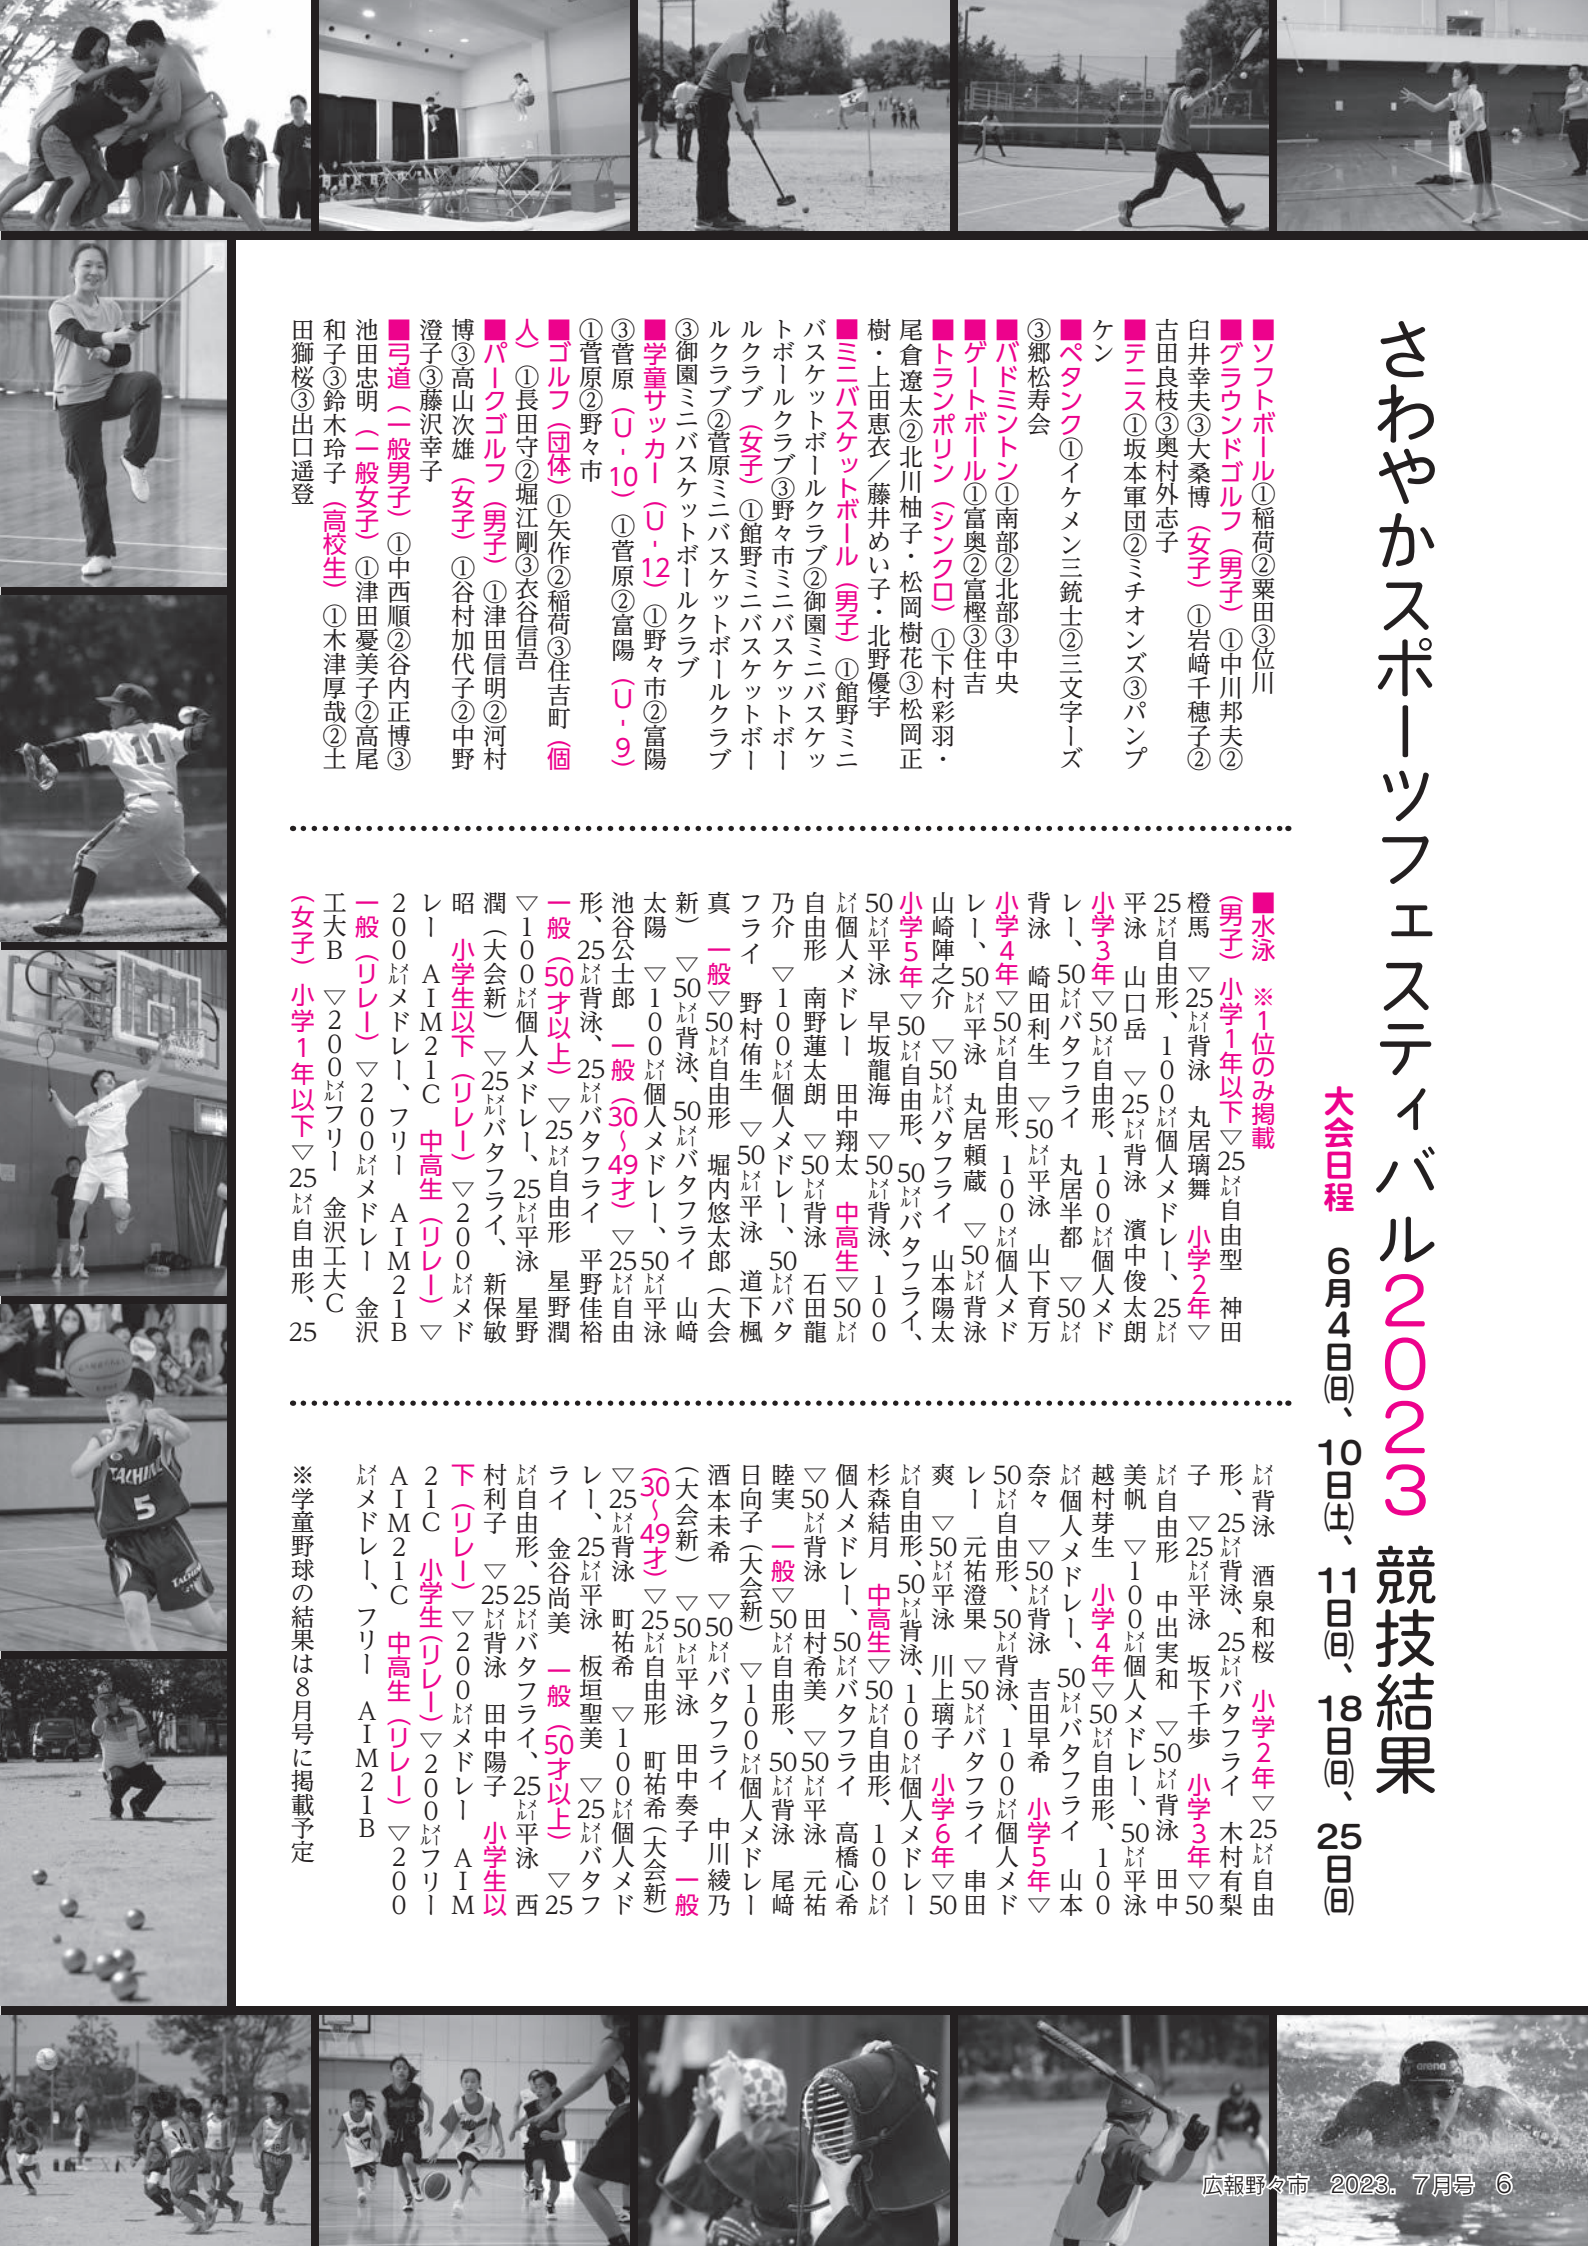 さわやかスポーツフェスティバル2023 競技結果
大会日程　6月4日㈰、10日㈯、11日㈰、18日㈰、25日㈰
■ソフトボール①稲荷②粟田③位川
■グラウンドゴルフ（男子）①中川邦夫②
臼井幸夫③大桑博（女子）①岩﨑千穂子②
古田良枝③奥村外志子
■テニス①坂本軍団②ミチオンズ③パンプ
ケン
■ペタンク①イケメン三銃士②三文字ーズ
③郷松寿会
■バドミントン①南部②北部③中央
■ゲートボール①富奥②富樫③住吉
■トランポリン（シンクロ）①下村彩羽・
尾倉遼太②北川柚子・松岡樹花③松岡正
樹・上田恵衣／藤井めい子・北野優宇
■ミニバスケットボール（男子）①館野ミニ
バスケットボールクラブ②御園ミニバスケッ
トボールクラブ③野々市ミニバスケットボー
ルクラブ（女子）①館野ミニバスケットボー
ルクラブ②菅原ミニバスケットボールクラブ
③御園ミニバスケットボールクラブ
■学童サッカー（U-12）①野々市②富陽
③菅原（U-10）①菅原②富陽（U-9）
①菅原②野々市
■ゴルフ（団体）①矢作②稲荷③住吉町（個
人）①長田守②堀江剛③衣谷信吾
■パークゴルフ（男子）①津田信明②河村
博③高山次雄（女子）①谷村加代子②中野
澄子③藤沢幸子
■弓道（一般男子）①中西順②谷内正博③
池田忠明（一般女子）①津田憂美子②高尾
和子③鈴木玲子（高校生）①木津厚哉②土
田獅桜③出口遥登
■水泳　※1位のみ掲載
（男子）小学1年以下▽25㍍自由型　神田
橙馬　▽25㍍背泳　丸居璃舞　小学2年▽
25㍍自由形、100㍍個人メドレー、25㍍
平泳　山口岳　▽25㍍背泳　濱中俊太朗
小学3年▽50㍍自由形、100㍍個人メド
レー、50㍍バタフライ　丸居半都　▽50㍍
背泳　崎田利生　▽50㍍平泳　山下育万
小学4年▽50㍍自由形、100㍍個人メド
レー、50㍍平泳　丸居頼蔵　▽50㍍背泳
山崎陣之介　▽50㍍バタフライ　山本陽太
小学5年▽50㍍自由形、50㍍バタフライ、
50㍍平泳　早坂龍海　▽50㍍背泳、100
㍍個人メドレー　田中翔太　中高生▽50㍍
自由形　南野蓮太朗　▽50㍍背泳　石田龍
乃介　▽100㍍個人メドレー、50㍍バタ
フライ　野村侑生　▽50㍍平泳　道下楓
真　一般▽50㍍自由形　堀内悠太郎（大会
新）　▽50㍍背泳、50㍍バタフライ　山﨑
太陽　▽100㍍個人メドレー、50㍍平泳
池谷公士郎　一般（30～49才）▽25㍍自由
形、25㍍背泳、25㍍バタフライ　平野佳裕
一般（50才以上）▽25㍍自由形　星野潤
▽100㍍個人メドレー、25㍍平泳　星野
潤（大会新）　▽25㍍バタフライ、　新保敏
昭　小学生以下（リレー）▽200㍍メド
レー　AIM21C　中高生（リレー）▽
200㍍メドレー、フリー　AIM21B
一般（リレー）▽200㍍メドレー　金沢
工大B　▽200㍍フリー　金沢工大C
（女子）小学1年以下▽25㍍自由形、25
㍍背泳　酒泉和桜　小学2年▽25㍍自由
形、25㍍背泳、25㍍バタフライ　木村有梨
子　▽25㍍平泳　坂下千歩　小学3年▽50
㍍自由形　中出実和　▽50㍍背泳　田中
美帆　▽100㍍個人メドレー、50㍍平泳
越村芽生　小学4年▽50㍍自由形、100
㍍個人メドレー、50㍍バタフライ　山本
奈々　▽50㍍背泳　吉田早希　小学5年▽
50㍍自由形、50㍍背泳、100㍍個人メド
レー　元祐澄果　▽50㍍バタフライ　串田
爽　▽50㍍平泳　川上璃子　小学6年▽50
㍍自由形、50㍍背泳、100㍍個人メドレー
杉森結月　中高生▽50㍍自由形、100㍍
個人メドレー、50㍍バタフライ　高橋心希
▽50㍍背泳　田村希美　▽50㍍平泳　元祐
睦実　一般▽50㍍自由形、50㍍背泳　尾﨑
日向子（大会新）　▽100㍍個人メドレー
酒本未希　▽50㍍バタフライ　中川綾乃
（大会新）　▽50㍍平泳　田中奏子　一般
（30～49才）▽25㍍自由形　町祐希（大会新）
▽25㍍背泳　町祐希　▽100㍍個人メド
レー、25㍍平泳　板垣聖美　▽25㍍バタフ
ライ　金谷尚美　一般（50才以上）▽25
㍍自由形、25㍍バタフライ、25㍍平泳　西
村利子　▽25㍍背泳　田中陽子　小学生以
下（リレー）▽200㍍メドレー　AIM
21C　小学生（リレー）▽200㍍フリー
AIM21C　中高生（リレー）▽200
㍍メドレー、フリー　AIM21B
※学童野球の結果は8月号に掲載予定
11
TACHINO
5
TACHINO
14
13
arena
広報野々市　2023. 7月号　6